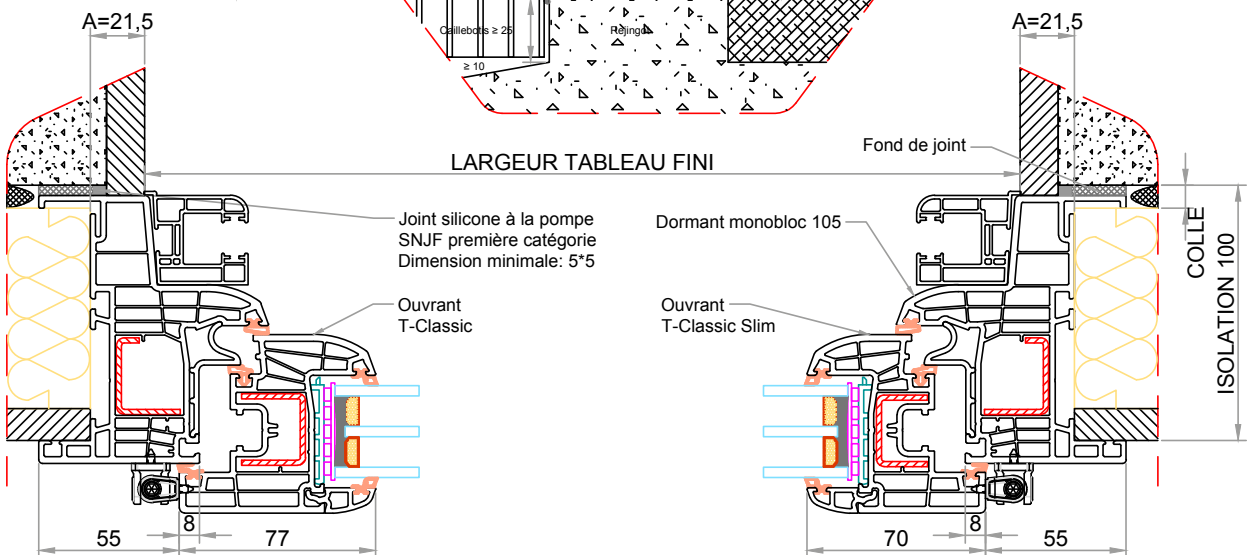 Caillebotis ≥ 25
Rejingot
≥ 10
A=21,5
A=21,5
LARGEUR TABLEAU FINI
Fond de joint
Joint silicone à la pompe
SNJF première catégorie
Dimension minimale: 5*5
Dormant monobloc 105
Ouvrant
T-Classic
Ouvrant
T-Classic Slim
COLLE
ISOLATION 100
55
8
77
70
8
55